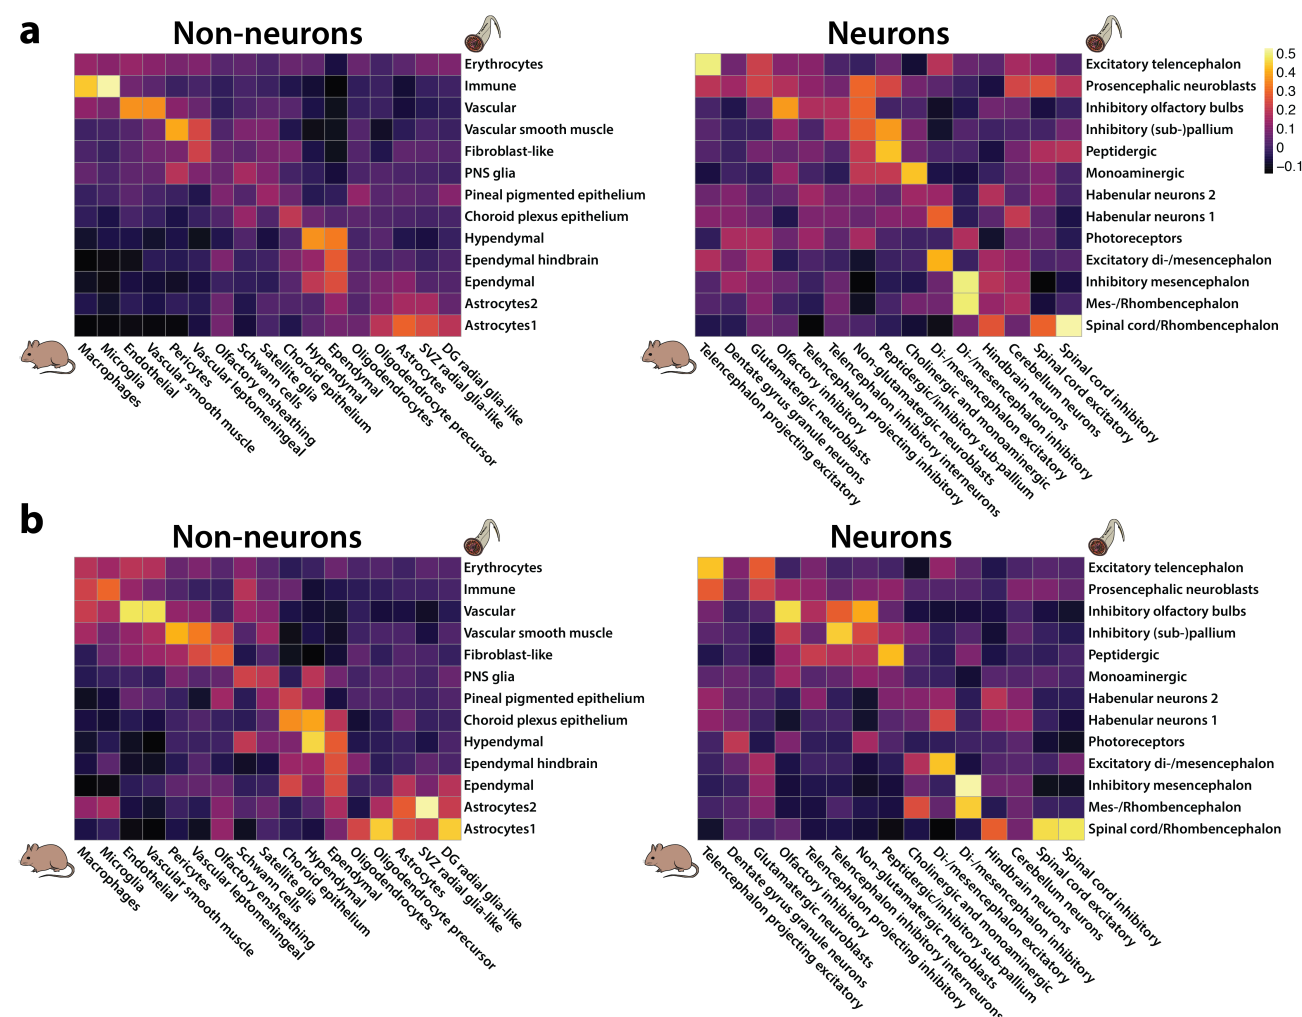 a
Non-neurons
Erythrocytes
Immune
Vascular
Vascular smooth muscle
Fibroblast-like
PNS glia
Pineal pigmented epithelium
Choroid plexus epithelium
Hypendymal
Ependymal hindbrain
Ependymal
Astrocytes2
Astrocytes1
Macrophages
Microglia
Endothelial
Vascular smooth muscle
Pericytes
Vascular leptomeningeal
Olfactory ensheathing
Schwann cells
Satellite glia
Choroid epithelium
Hypendymal
Ependymal
Oligodendrocytes
Oligodendrocyte precursor
Astrocytes
SVZ radial glia-like
DG radial glia-like
Neurons
Excitatory telencephalon
Prosencephalic neuroblasts
Inhibitory olfactory bulbs
Inhibitory (sub-)pallium
Peptidergic
Monoaminergic
Habenular neurons 2
Habenular neurons 1
Photoreceptors
Excitatory di-/mesencephalon
Inhibitory mesencephalon
Mes-/Rhombencephalon
Spinal cord/Rhombencephalon
Telencephalon projecting excitatory
Dentate gyrus granule neurons
Glutamatergic neuroblasts
Olfactory inhibitory
Telencephalon projecting inhibitory
Telencephalon inhibitory interneurons
Non-glutamatergic neuroblasts
Peptidergic/inhibitory sub-pallium
Cholinergic and monoaminergic
Di-/mesencephalon excitatory
Di-/mesencephalon inhibitory
Hindbrain neurons
Cerebellum neurons
Spinal cord excitatory
Spinal cord inhibitory
0.5
0.4
0.3
0.2
0.1
0
−0.1
b
Non-neurons
Erythrocytes
Immune
Vascular
Vascular smooth muscle
Fibroblast-like
PNS glia
Pineal pigmented epithelium
Choroid plexus epithelium
Hypendymal
Ependymal hindbrain
Ependymal
Astrocytes2
Astrocytes1
Macrophages
Microglia
Endothelial
Vascular smooth muscle
Pericytes
Vascular leptomeningeal
Olfactory ensheathing
Schwann cells
Satellite glia
Choroid epithelium
Hypendymal
Ependymal
Oligodendrocytes
Oligodendrocyte precursor
Astrocytes
SVZ radial glia-like
DG radial glia-like
Neurons
Excitatory telencephalon
Prosencephalic neuroblasts
Inhibitory olfactory bulbs
Inhibitory (sub-)pallium
Peptidergic
Monoaminergic
Habenular neurons 2
Habenular neurons 1
Photoreceptors
Excitatory di-/mesencephalon
Inhibitory mesencephalon
Mes-/Rhombencephalon
Spinal cord/Rhombencephalon
Telencephalon projecting excitatory
Dentate gyrus granule neurons
Glutamatergic neuroblasts
Olfactory inhibitory
Telencephalon projecting inhibitory
Telencephalon inhibitory interneurons
Non-glutamatergic neuroblasts
Peptidergic/inhibitory sub-pallium
Cholinergic and monoaminergic
Di-/mesencephalon excitatory
Di-/mesencephalon inhibitory
Hindbrain neurons
Cerebellum neurons
Spinal cord excitatory
Spinal cord inhibitory